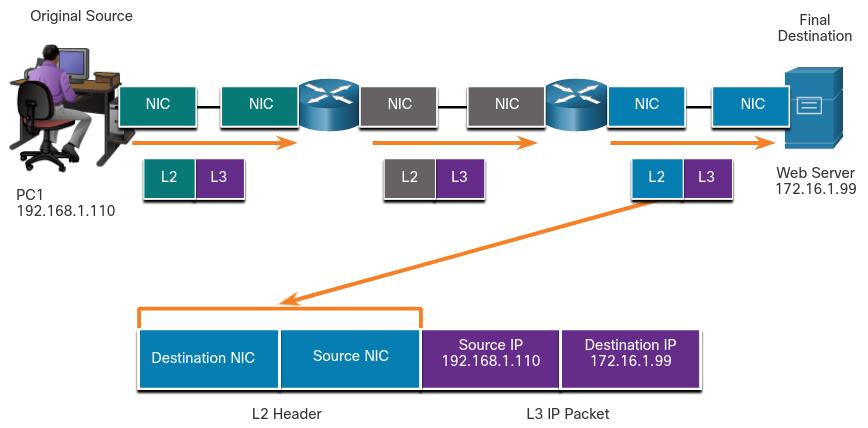 Original Source
Final
Destination
NIC
NIC
NIC
NIC
NIC
NIC
L2
L3
L2
L3
L2
L3
PC1
192.168.1.110
Web Server
172.16.1.99
Destination NIC
Source NIC
Source IP
192.168.1.110
Destination IP
172.16.1.99
L2 Header
L3 IP Packet